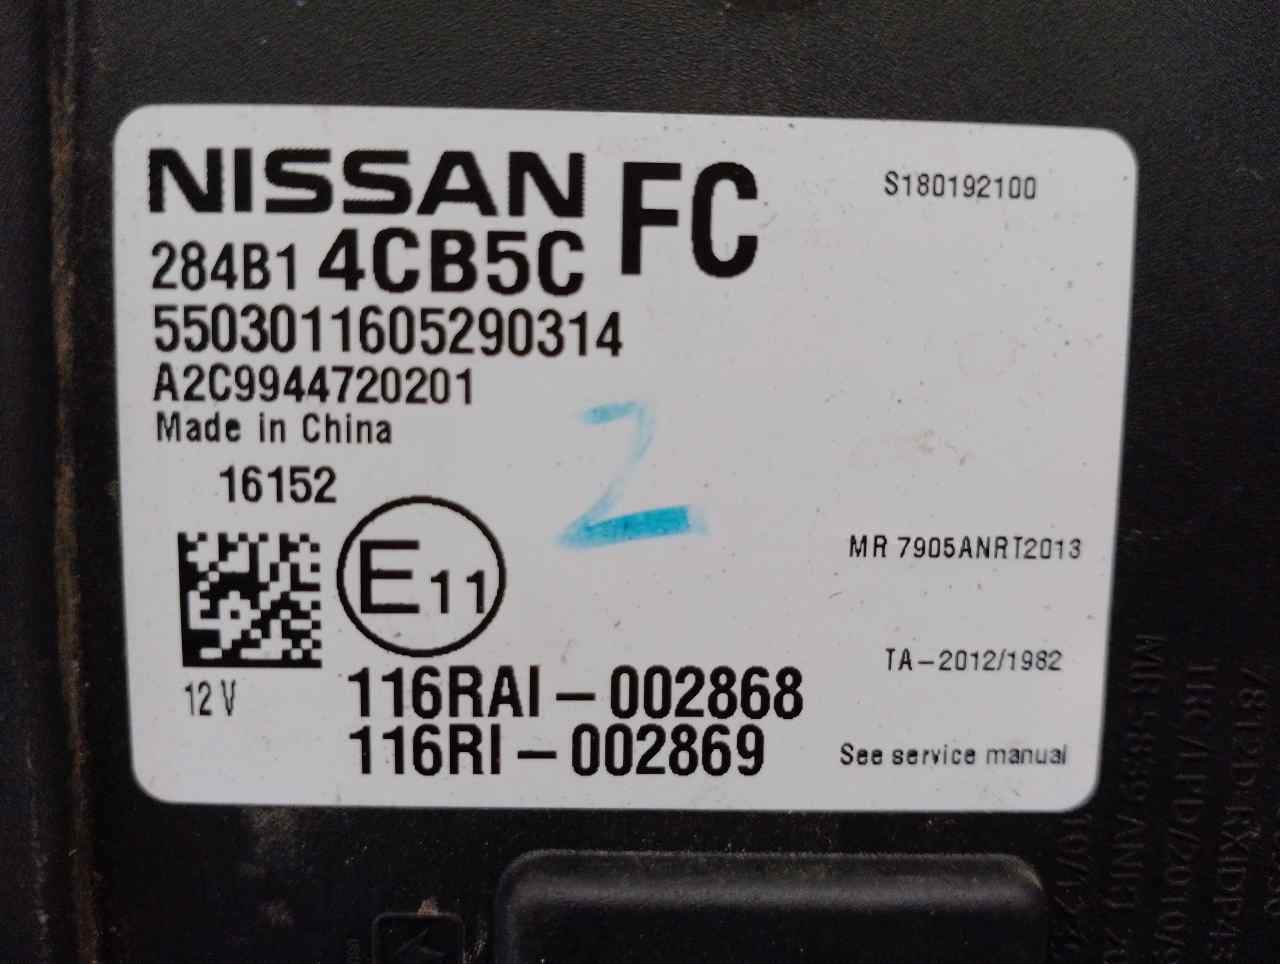 NISSAN FC
284B1 4CB5C
5503011605290314
A2C9944720201
Made in China
16152
E11
12 V
116RAI-002868
116RI-002869
S180192100
2
MR 7905ANRT2013
TA-2012/1982
See service manual